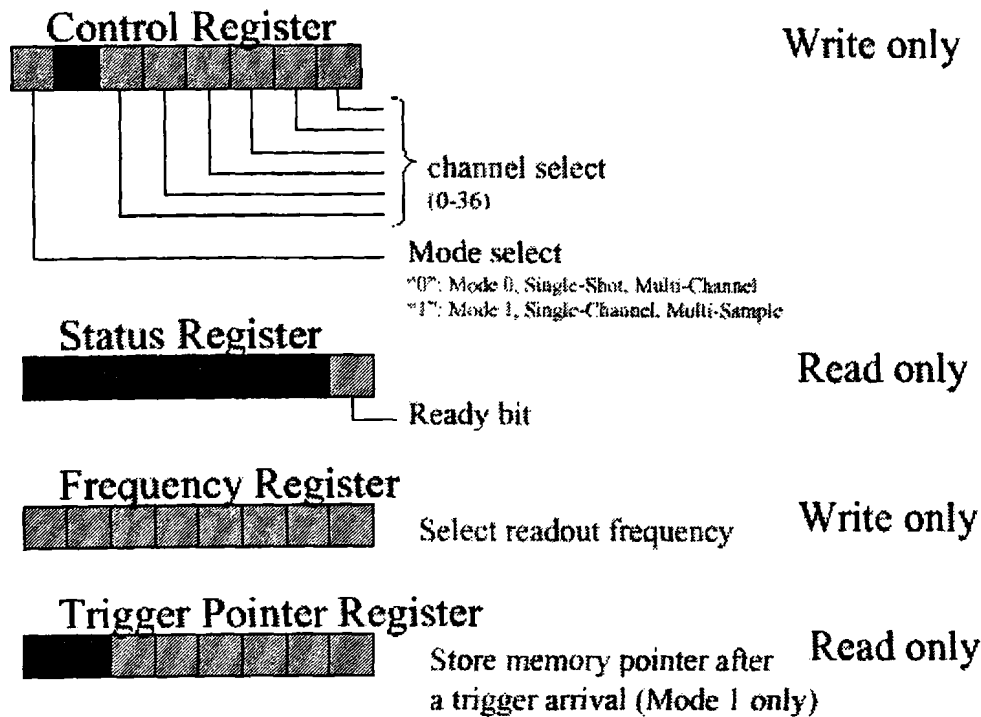 Control Register
Write only
channel select
(0-36)
Mode select
"0": Mode 0, Single-Shot, Multi-Channel
"1": Mode 1, Single-Channel, Multi-Sample
Status Register
Read only
Ready bit
Frequency Register
Select readout frequency
Write only
Trigger Pointer Register
Store memory pointer after
Read only
a trigger arrival (Mode 1 only)